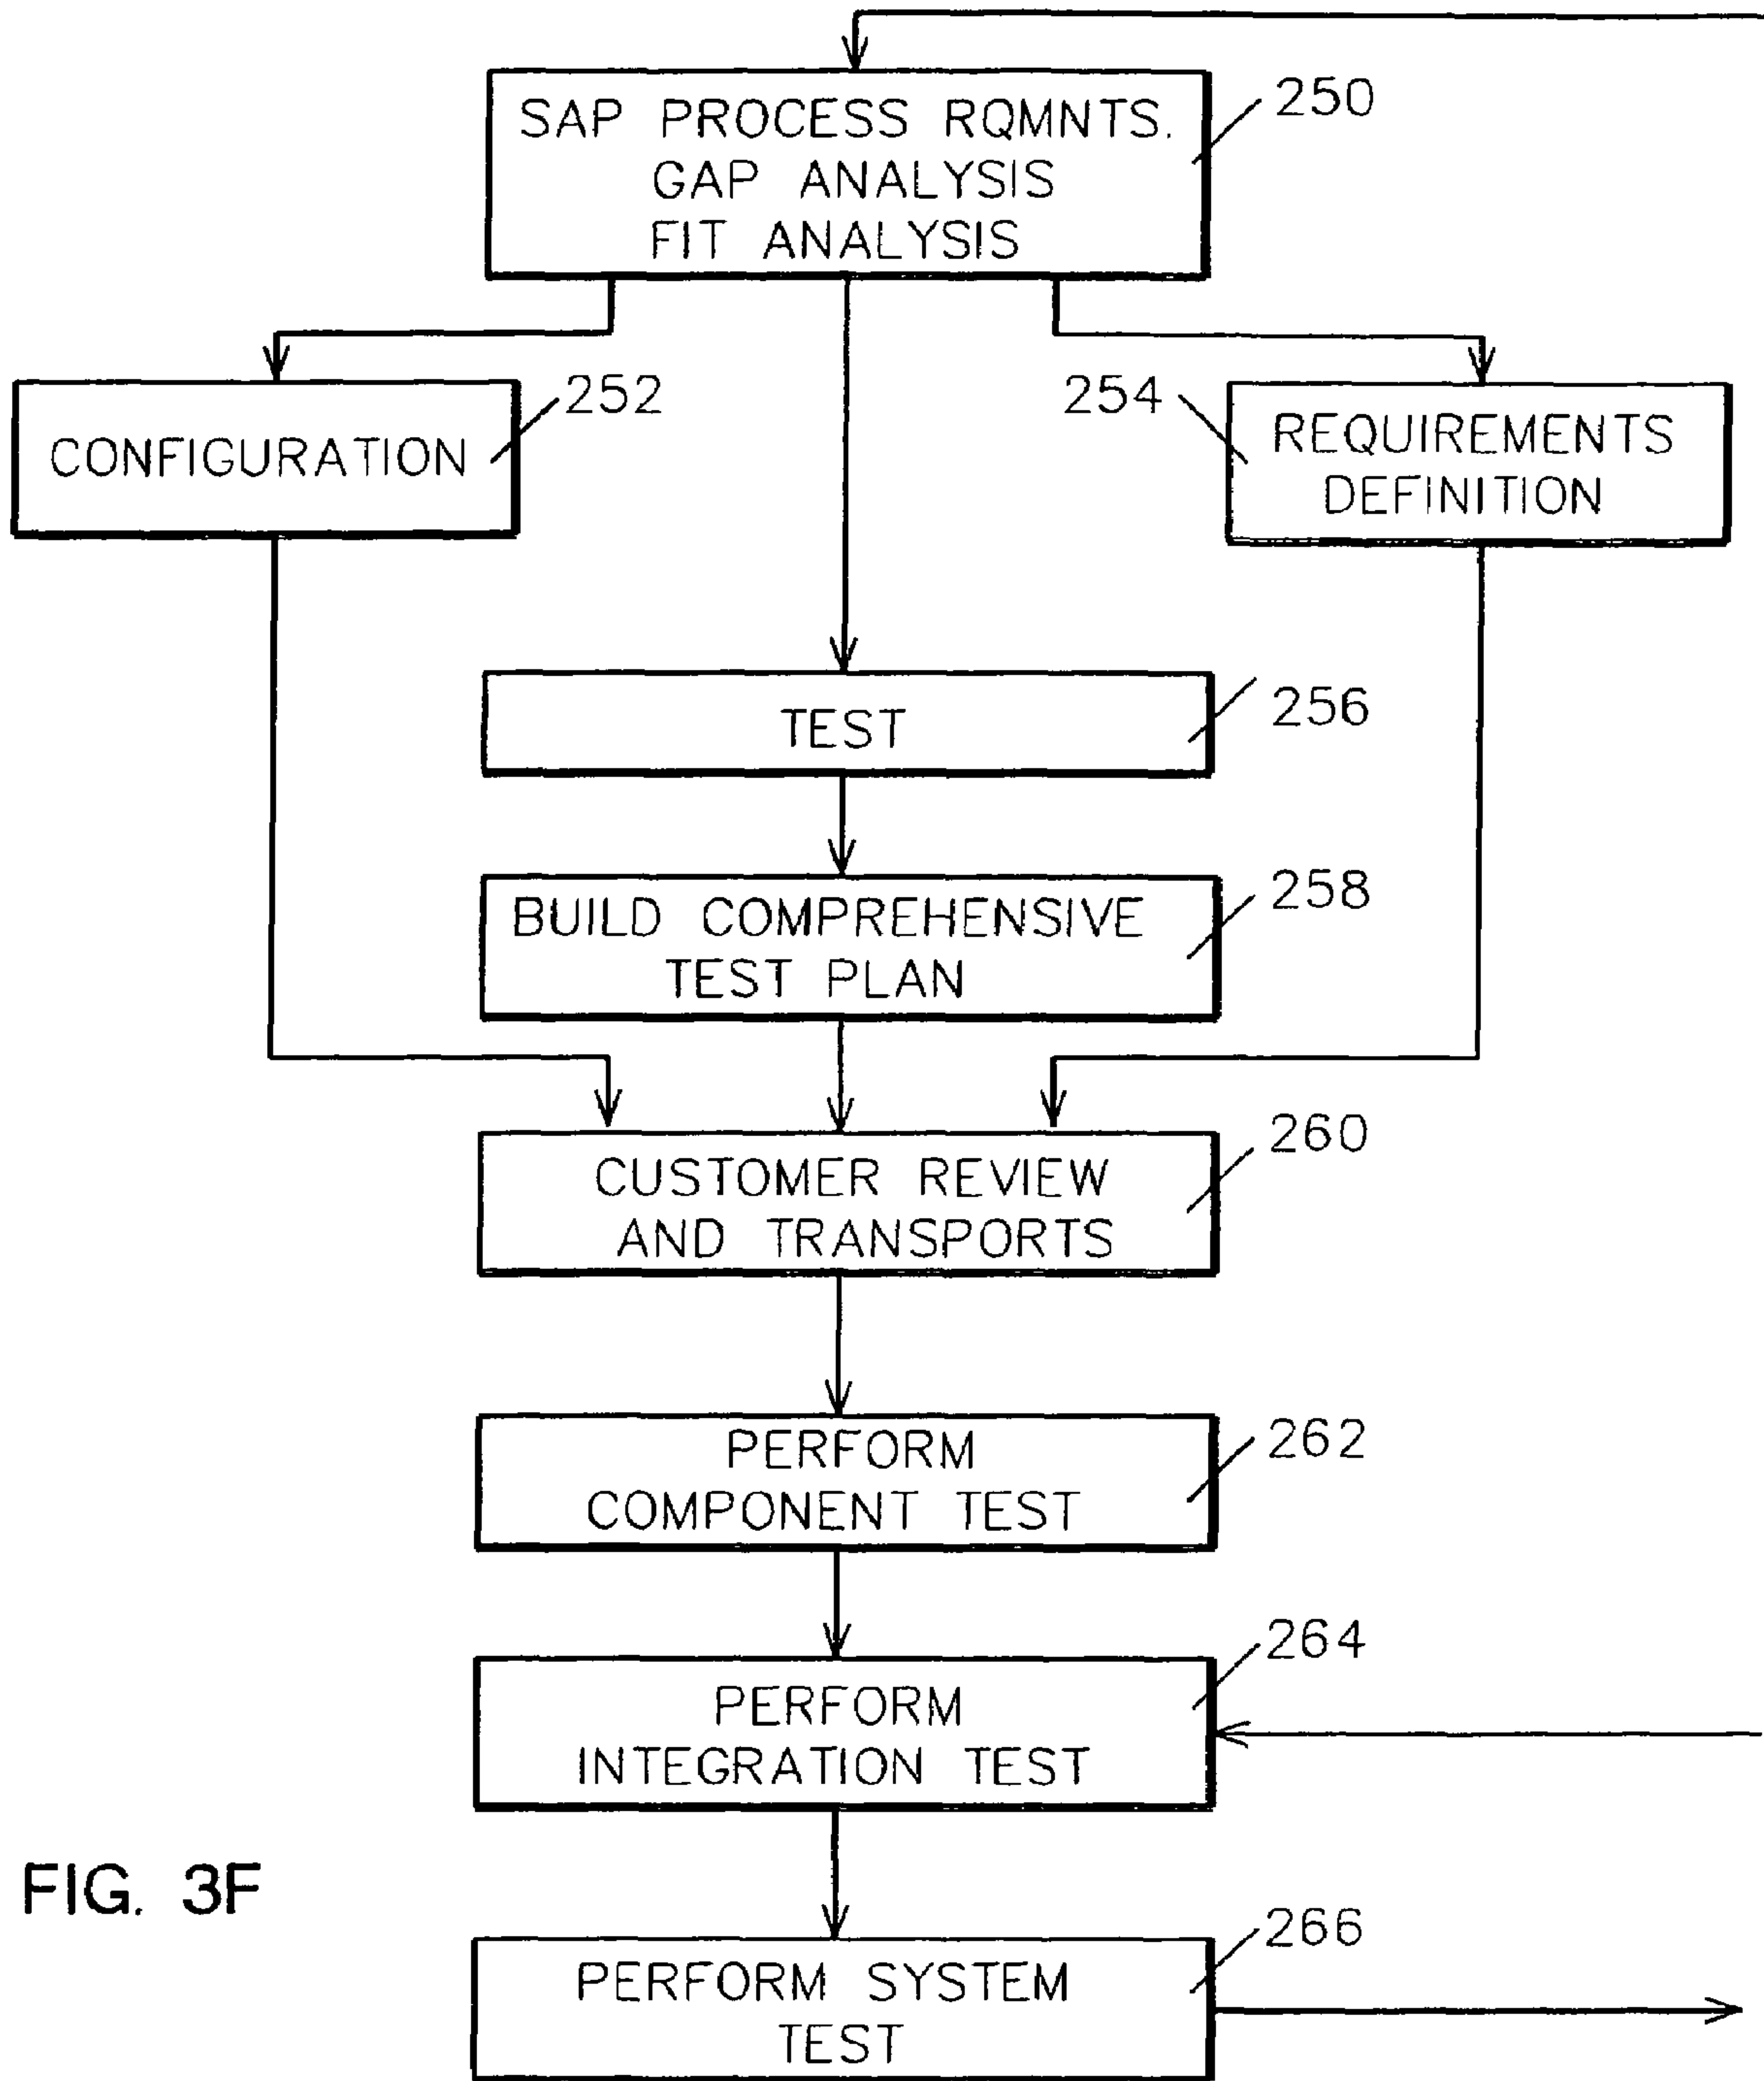 SAP PROCESS RQMNTS.
GAP ANALYSIS
FIT ANALYSIS
250
CONFIGURATION
252
254
REQUIREMENTS
DEFINITION
TEST
256
BUILD COMPREHENSIVE
TEST PLAN
258
CUSTOMER REVIEW
AND TRANSPORTS
260
PERFORM
COMPONENT TEST
262
PERFORM
INTEGRATION TEST
264
FIG. 3F
PERFORM SYSTEM
TEST
266